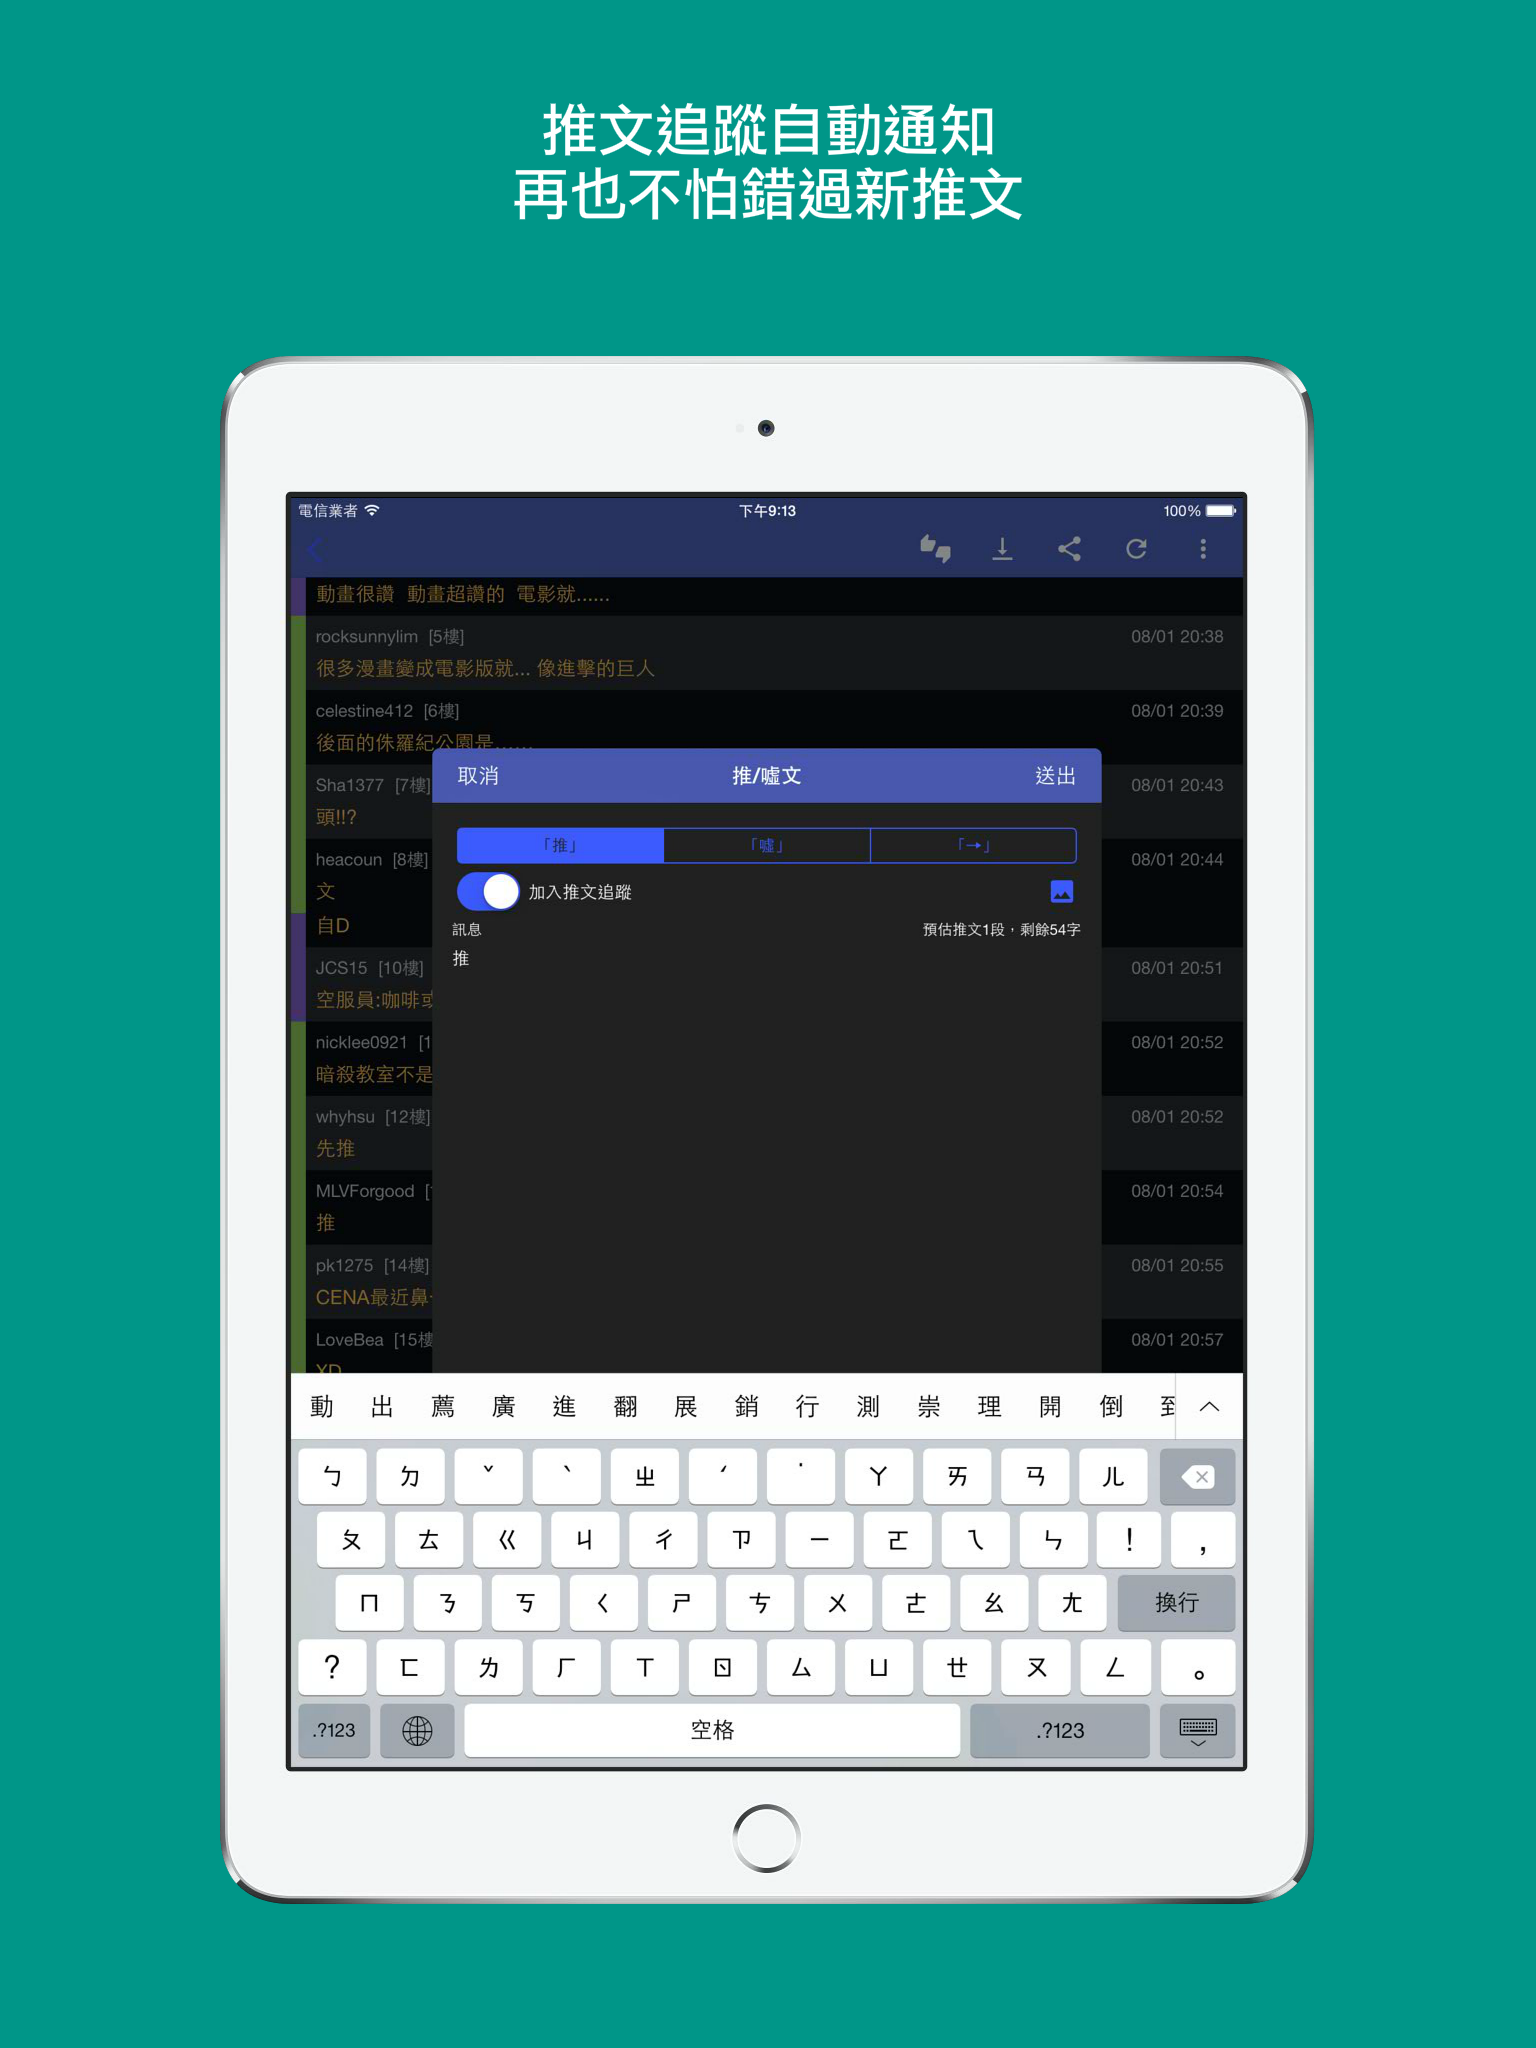 推文追蹤自動通知
再也不怕錯過新推文
電信業者 下午9:13 100%
動畫很讚 動畫超讚的 電影就......
rocksunnylim [5樓] 08/01 20:38
很多漫畫變成電影版就... 像進擊的巨人
celestine412 [6樓] 08/01 20:39
後面的侏羅紀公園是......
Sha1377 [7樓] 08/01 20:43
頭!!?
heacoun [8樓] 08/01 20:44
文
自D
JCS15 [10樓] 08/01 20:51
空服員:咖啡或
nicklee0921 [1 08/01 20:52
暗殺教室不是
whyhsu [12樓] 08/01 20:52
先推
MLVForgood [ 08/01 20:54
推
pk1275 [14樓] 08/01 20:55
CENA最近鼻
LoveBea [15樓 08/01 20:57
XD
取消 推/噓文 送出
「推」 「噓」 「→」
加入推文追蹤
訊息 預估推文1段，剩餘54字
推
動 出 薦 廣 進 翻 展 銷 行 測 崇 理 開 倒 到
ㄅ ㄉ ˇ ˋ ㄓ ˊ ˙ ㄚ ㄞ ㄢ ㄦ
ㄆ ㄊ ㄍ ㄐ ㄔ ㄗ ㄧ ㄛ ㄟ ㄣ ! ,
ㄇ ㄋ ㄎ ㄑ ㄕ ㄘ ㄨ ㄜ ㄠ ㄤ 換行
? ㄈ ㄌ ㄏ ㄒ ㄖ ㄙ ㄩ ㄝ ㄡ ㄥ 。
.?123 空格 .?123